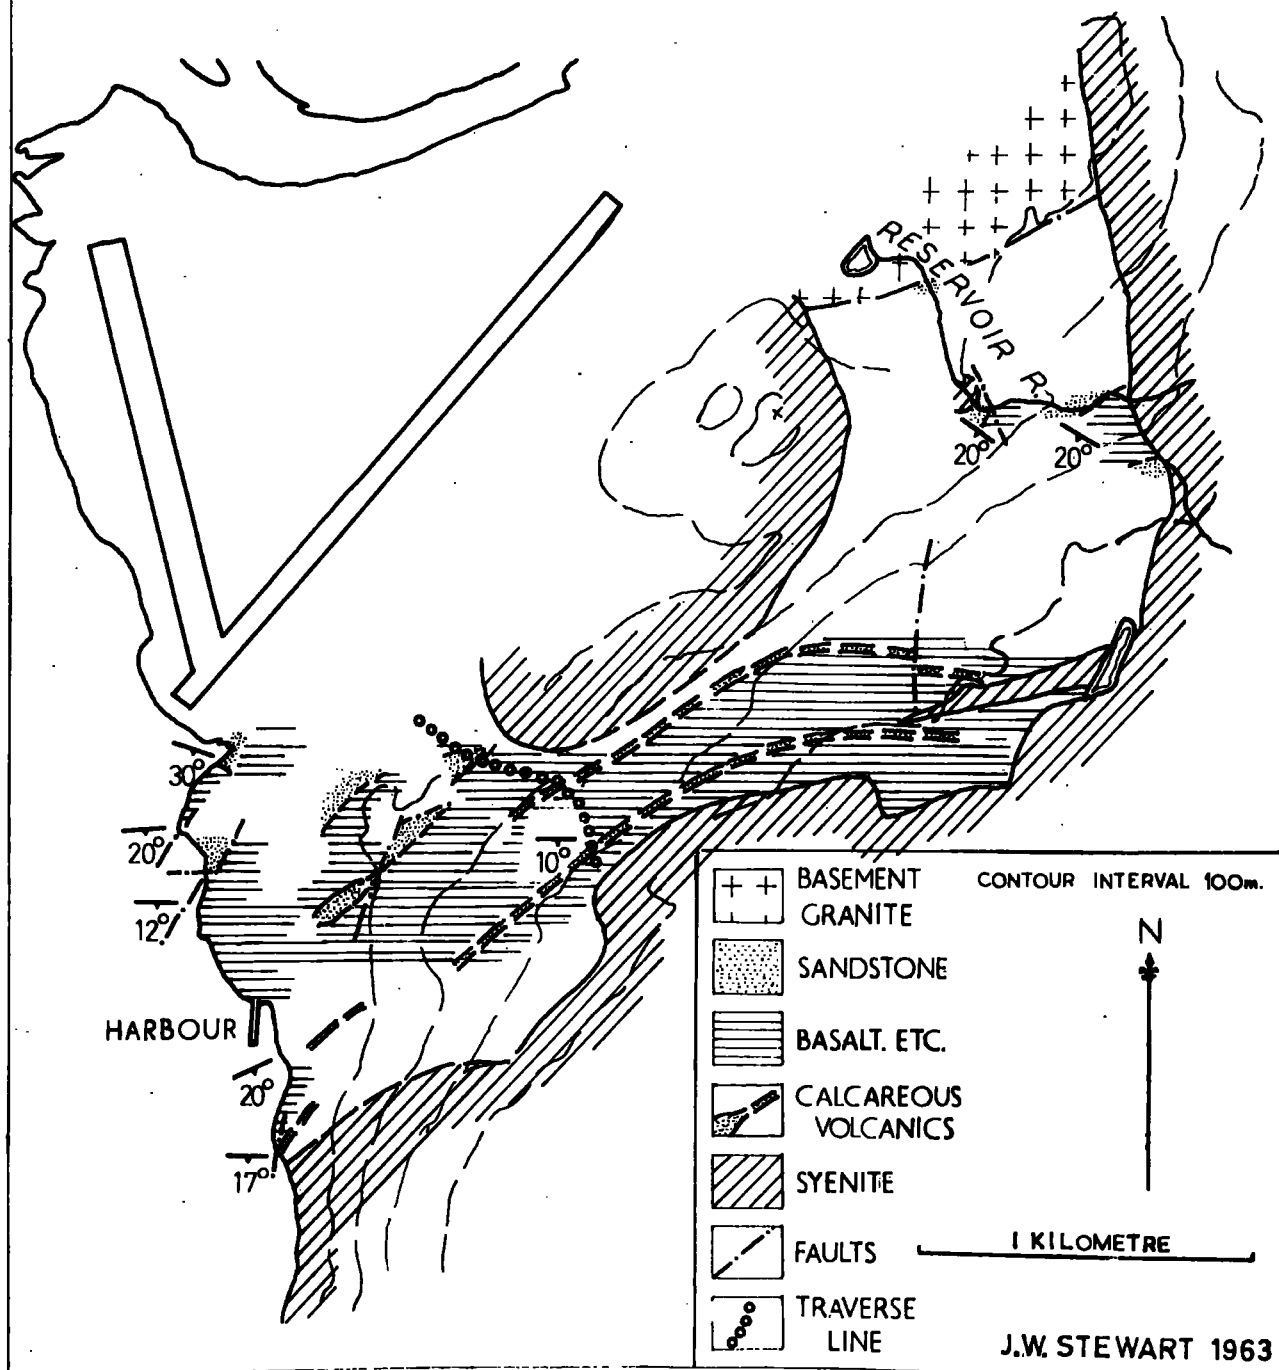 RESERVOIR R.
20°
20°
30°
20°
12°
10°
HARBOUR
20°
17°
BASEMENT
GRANITE
CONTOUR INTERVAL 100m.
N
SANDSTONE
BASALT. ETC.
CALCAREOUS
VOLCANICS
SYENITE
FAULTS
1 KILOMETRE
TRAVERSE
LINE
J.W. STEWART 1963